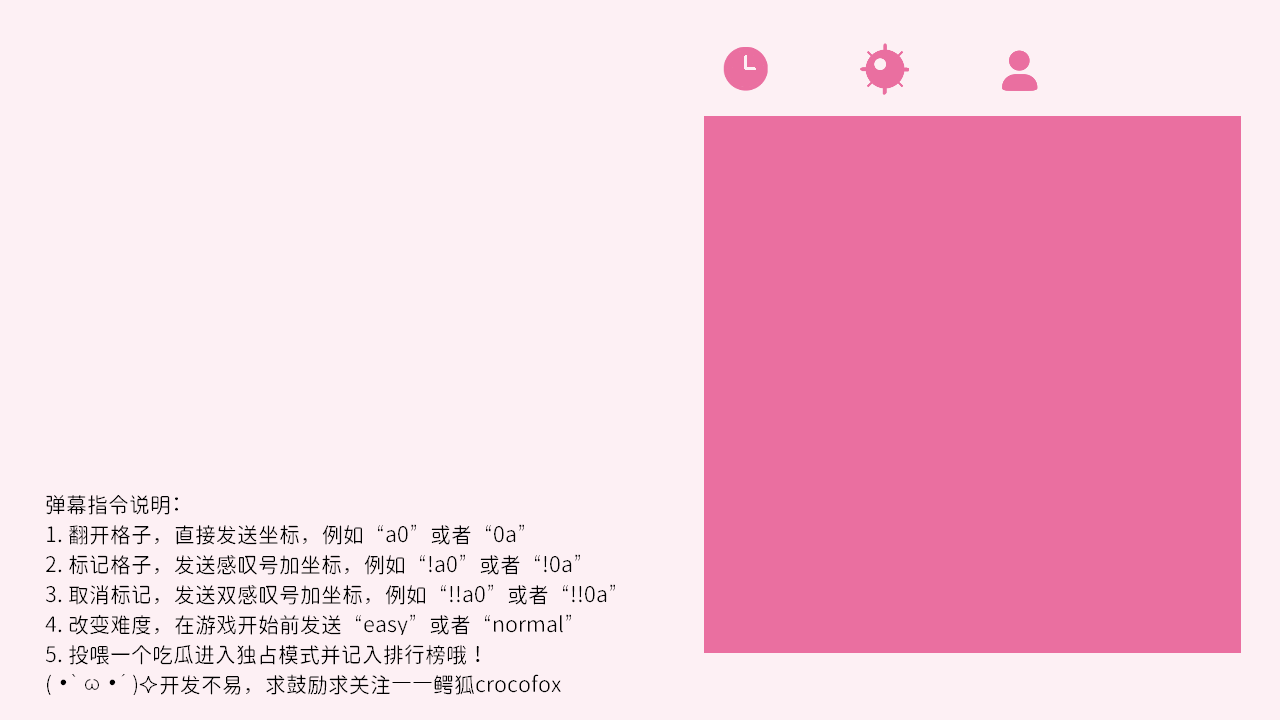 弹幕指令说明：
1. 翻开格子，直接发送坐标，例如“a0”或者“0a”
2. 标记格子，发送感叹号加坐标，例如“!a0”或者“!0a”
3. 取消标记，发送双感叹号加坐标，例如“!!a0”或者“!!0a”
4. 改变难度，在游戏开始前发送“easy”或者“normal”
5. 投喂一个吃瓜进入独占模式并记入排行榜哦！
( •̀ ω •́ )✧开发不易，求鼓励求关注——鳄狐crocofox